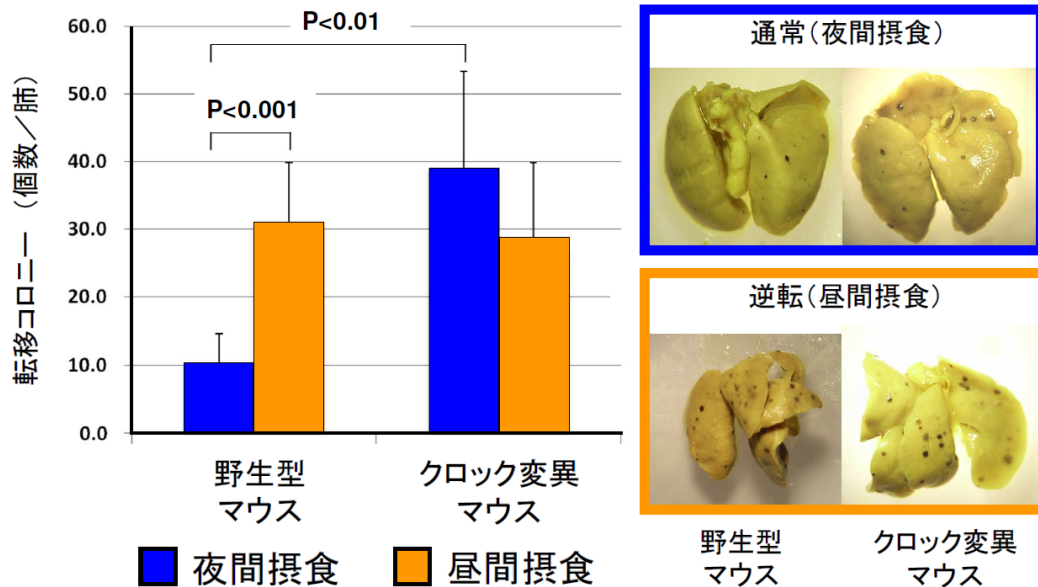 転移コロニー（個数／肺）
60.0
50.0
40.0
30.0
20.0
10.0
0.0
P<0.01
P<0.001
野生型
マウス
クロック変異
マウス
夜間摂食
昼間摂食
通常（夜間摂食）
逆転（昼間摂食）
野生型
マウス
クロック変異
マウス